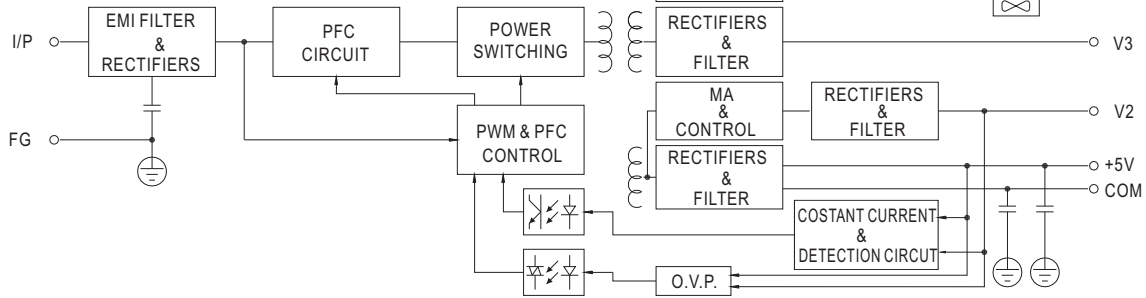 EMI FILTER
&
RECTIFIERS
I/P
PFC
CIRCUIT
POWER
SWITCHING
RECTIFIERS
&
FILTER
V3
MA
&
CONTROL
RECTIFIERS
&
FILTER
V2
FG
PWM & PFC
CONTROL
RECTIFIERS
&
FILTER
+5V
COM
COSTANT CURRENT
&
DETECTION CIRCUT
O.V.P.